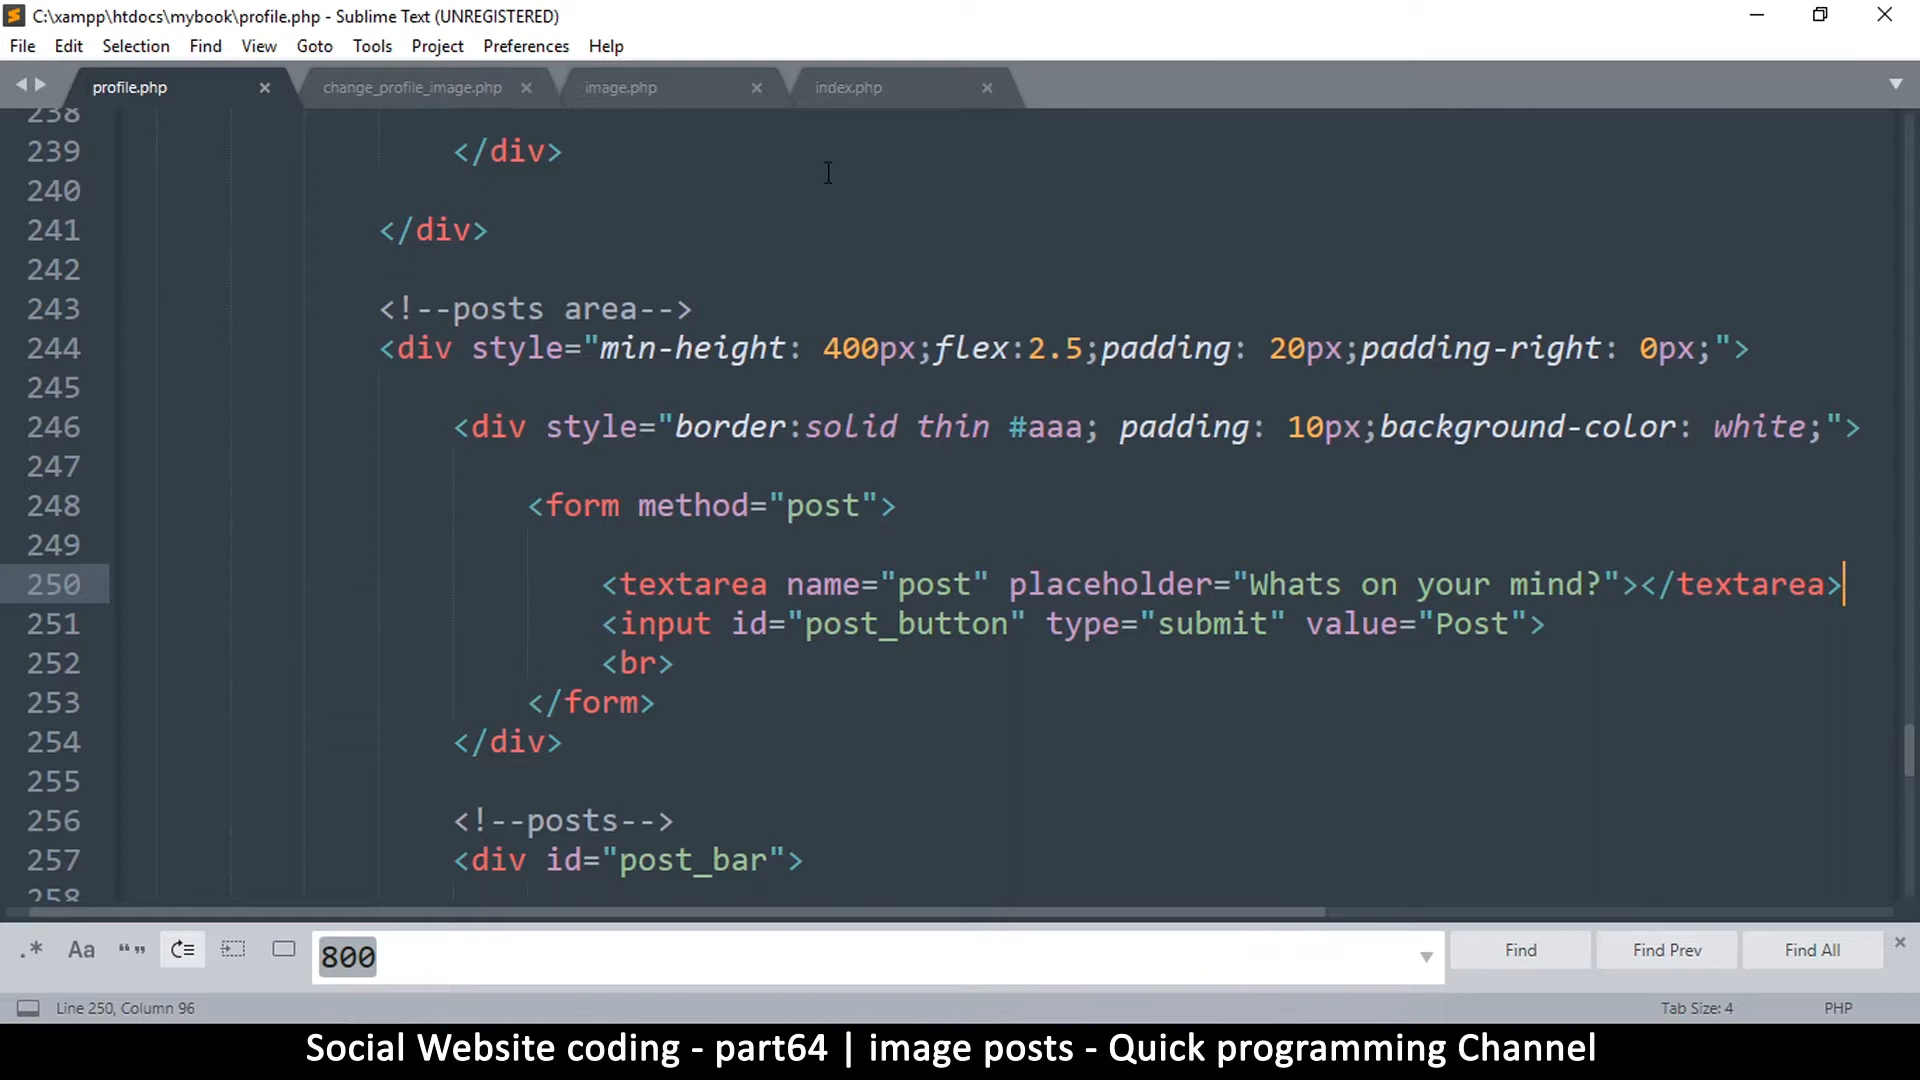 C:\xampp\htdocs\mybook\profile.php - Sublime Text (UNREGISTERED)
File Edit Selection Find View Goto Tools Project Preferences Help
profile.php change_profile_image.php image.php index.php
238
239 </div>
240
241 </div>
242
243 <!--posts area-->
244 <div style="min-height: 400px;flex:2.5;padding: 20px;padding-right: 0px;">
245
246 <div style="border:solid thin #aaa; padding: 10px;background-color: white;">
247
248 <form method="post">
249
250 <textarea name="post" placeholder="Whats on your mind?"></textarea>
251 <input id="post_button" type="submit" value="Post">
252 <br>
253 </form>
254 </div>
255
256 <!--posts-->
257 <div id="post_bar">
258
.* Aa “” 800 Find Find Prev Find All
Line 250, Column 96 Tab Size: 4 PHP
Social Website coding - part64 | image posts - Quick programming Channel